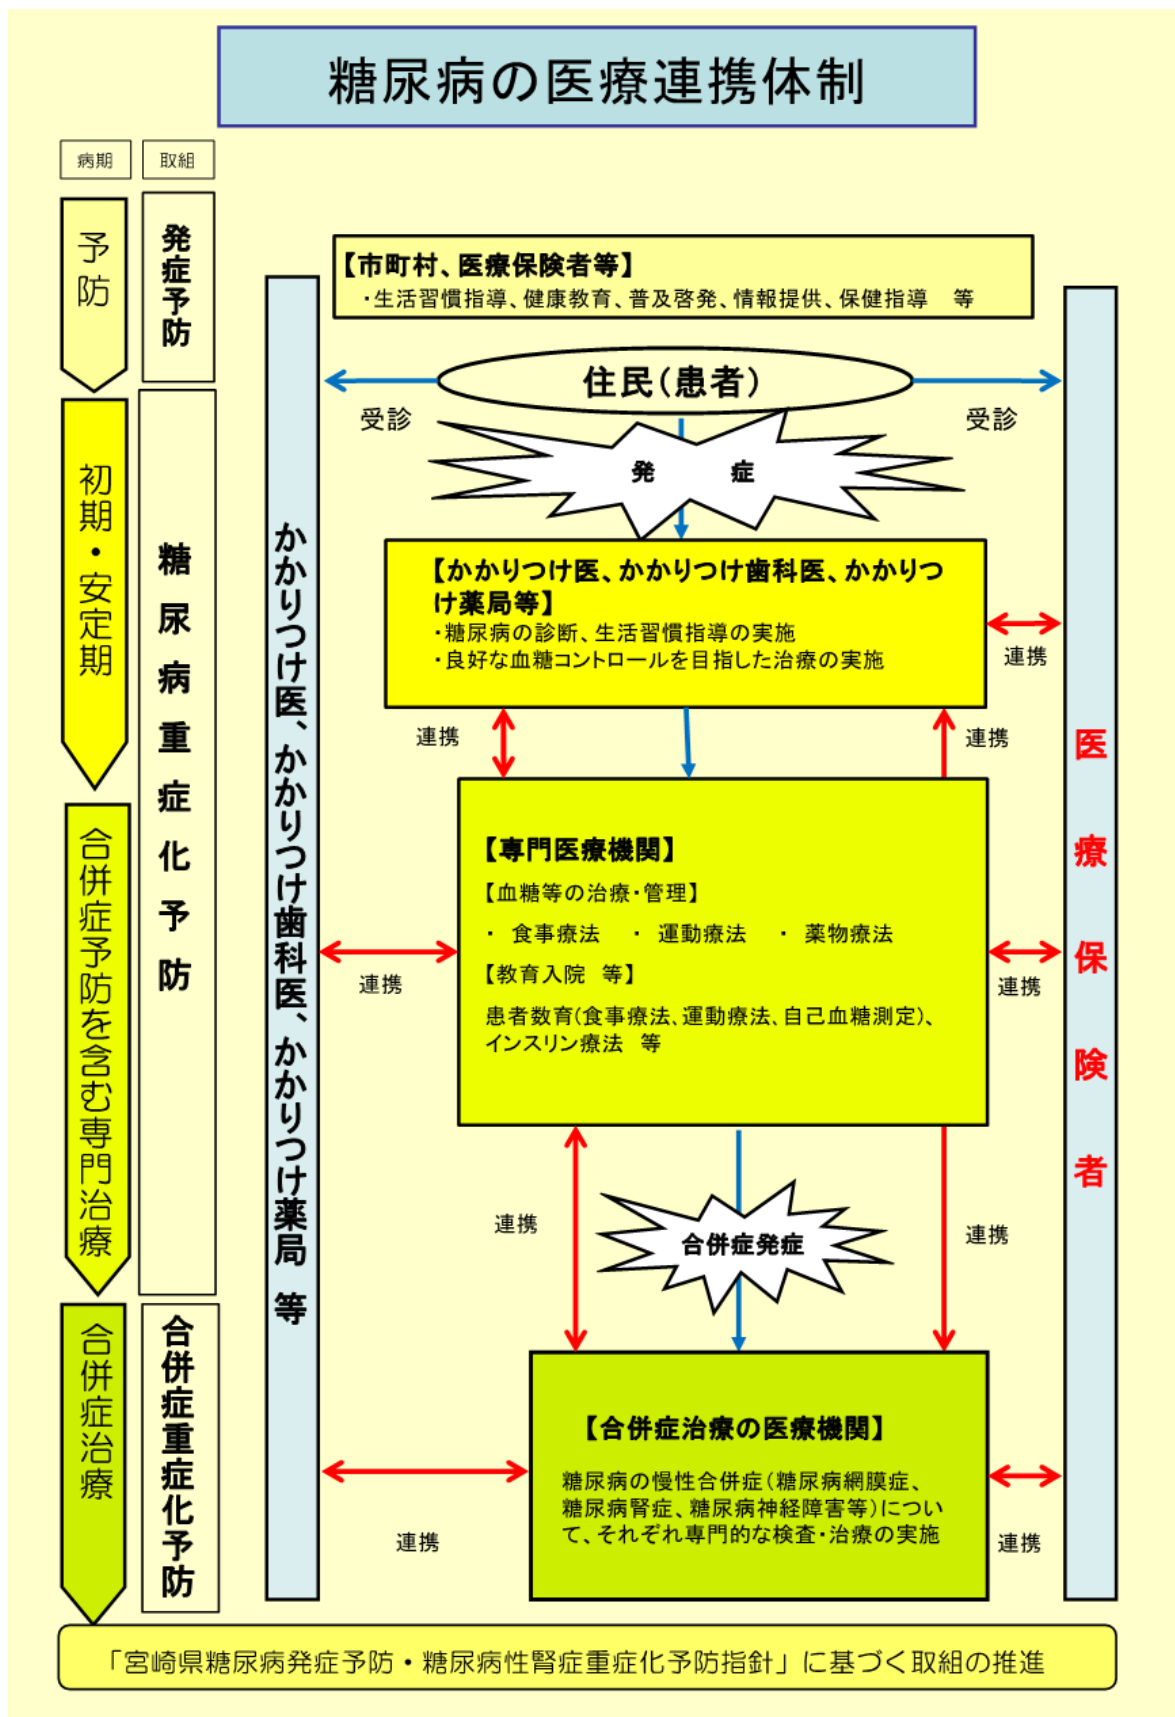 糖尿病の医療連携体制
病期
取組
予防
発症予防
【市町村、医療保険者等】
・生活習慣指導、健康教育、普及啓発、情報提供、保健指導　等
住民(患者)
受診
受診
発　症
初期・安定期
糖尿病重症化予防
かかりつけ医、かかりつけ歯科医、かかりつけ薬局　等
【かかりつけ医、かかりつけ歯科医、かかりつ
け薬局等】
・糖尿病の診断、生活習慣指導の実施
・良好な血糖コントロールを目指した治療の実施
連携
連携
連携
医療保険者
合併症予防を含む専門治療
【専門医療機関】
【血糖等の治療・管理】
・ 食事療法　・ 運動療法　・ 薬物療法
【教育入院　等】
患者数育(食事療法、運動療法、自己血糖測定)、
インスリン療法　等
連携
連携
連携
合併症発症
連携
合併症治療
合併症重症化予防
【合併症治療の医療機関】
糖尿病の慢性合併症(糖尿病網膜症、
糖尿病腎症、糖尿病神経障害等)につい
て、それぞれ専門的な検査・治療の実施
連携
連携
「宮崎県糖尿病発症予防・糖尿病性腎症重症化予防指針」に基づく取組の推進